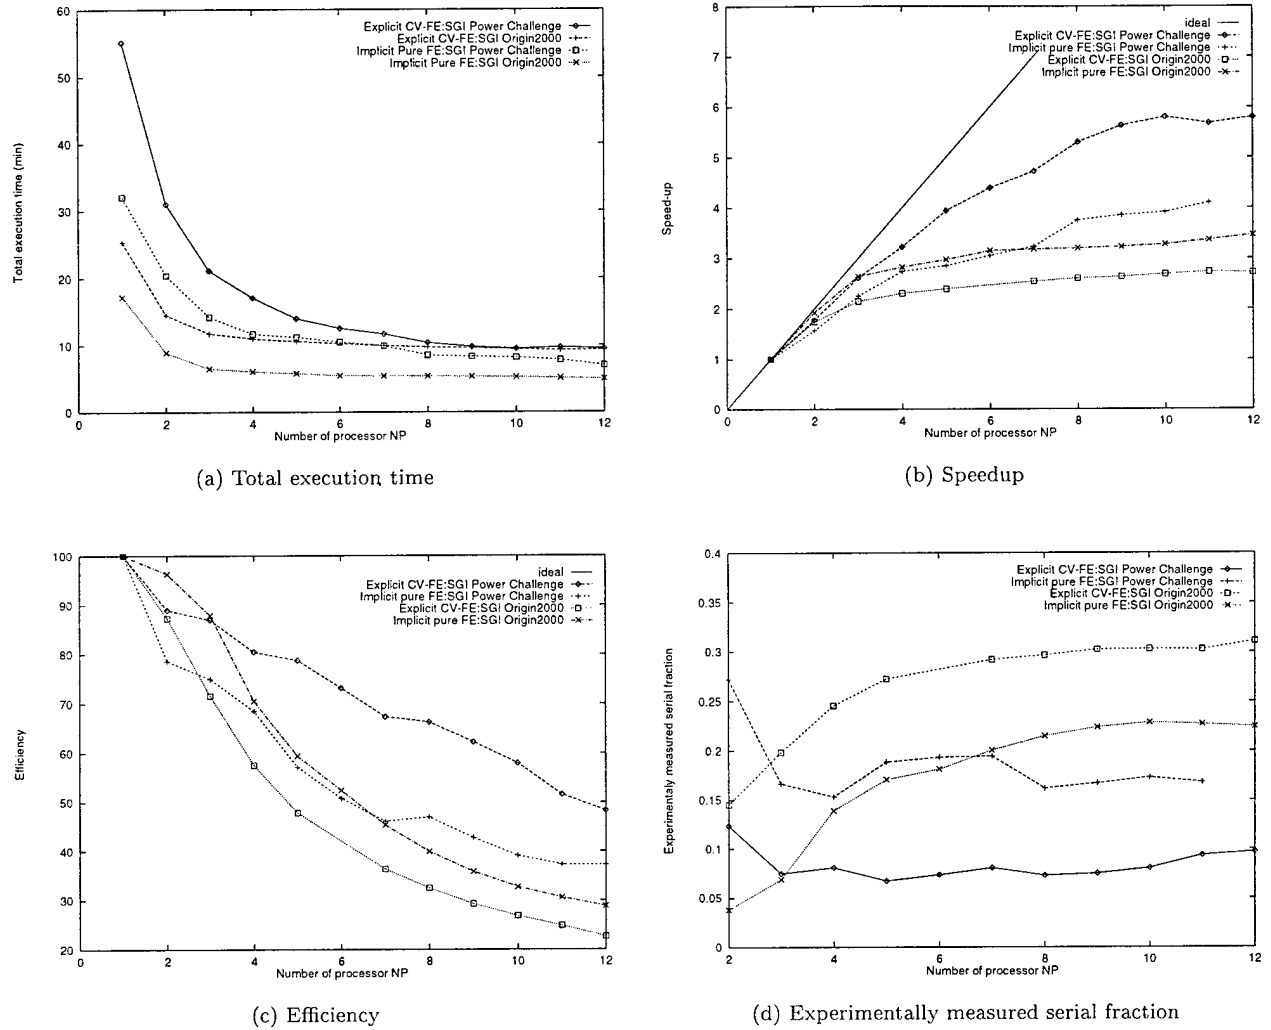 60
50
40
30
20
10
0
Total execution time (min)
Explicit CV-FE:SGI Power Challenge
Explicit CV-FE:SGI Origin2000
Implicit Pure FE:SGI Power Challenge
Implicit Pure FE:SGI Origin2000
0 2 4 6 8 10 12
Number of processor NP
(a) Total execution time
8
7
6
5
4
3
2
1
0
Speed-up
ideal
Explicit CV-FE:SGI Power Challenge
Implicit pure FE:SGI Power Challenge
Explicit CV-FE:SGI Origin2000
Implicit pure FE:SGI Origin2000
0 2 4 6 8 10 12
Number of processor NP
(b) Speedup
100
90
80
70
60
50
40
30
20
Efficiency
ideal
Explicit CV-FE:SGI Power Challenge
Implicit pure FE:SGI Power Challenge
Explicit CV-FE:SGI Origin2000
Implicit pure FE:SGI Origin2000
0 2 4 6 8 10 12
Number of processor NP
(c) Efficiency
0.4
0.35
0.3
0.25
0.2
0.15
0.1
0.05
0
Experimentaly measured serial fraction
Explicit CV-FE:SGI Power Challenge
Implicit pure FE:SGI Power Challenge
Explicit CV-FE:SGI Origin2000
Implicit pure FE:SGI Origin2000
2 4 6 8 10 12
Number of processor NP
(d) Experimentally measured serial fraction